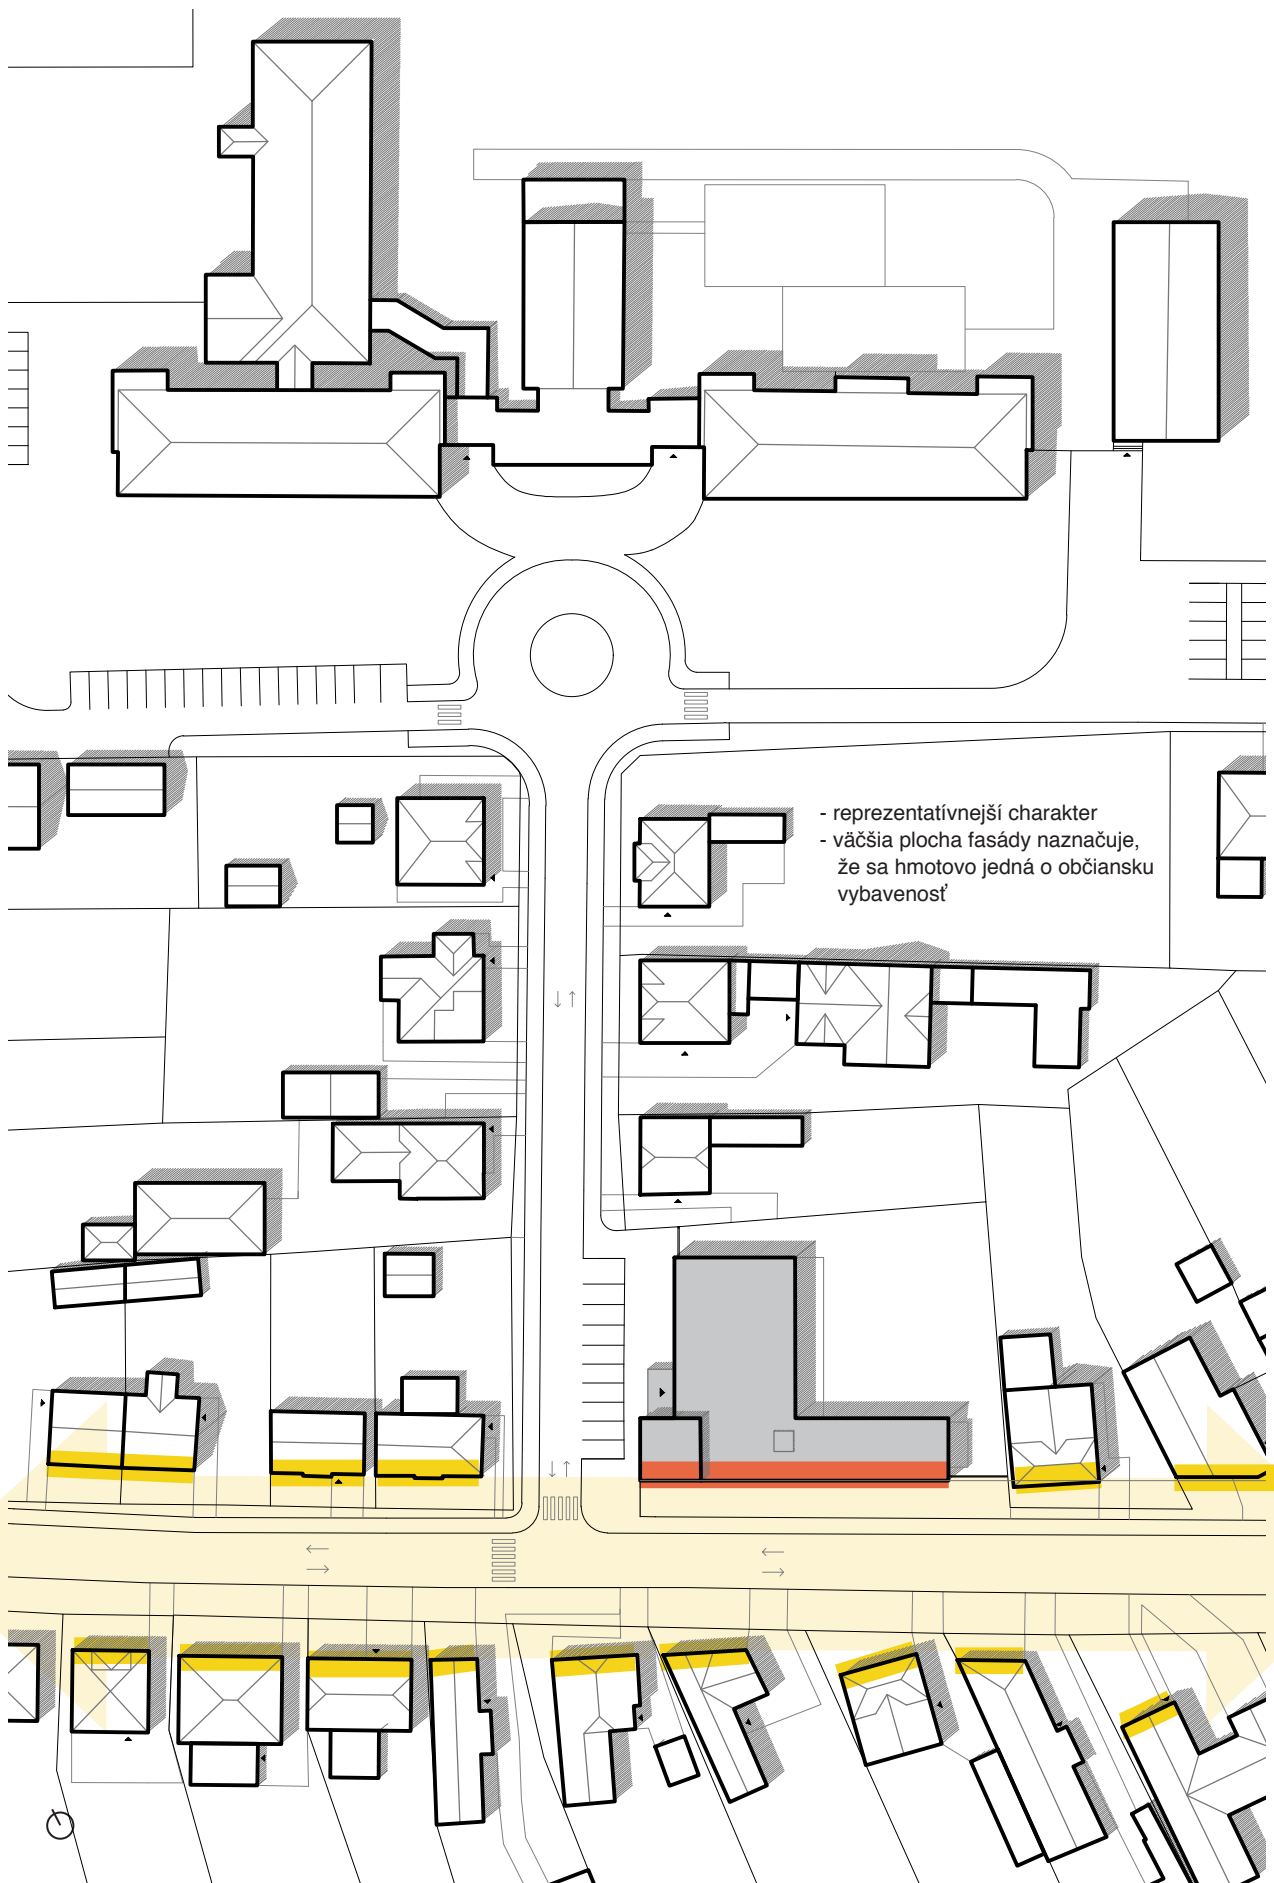 - reprezentatívnejší charakter
- väčšia plocha fasády naznačuje,
že sa hmotovo jedná o občiansku
vybavenosť